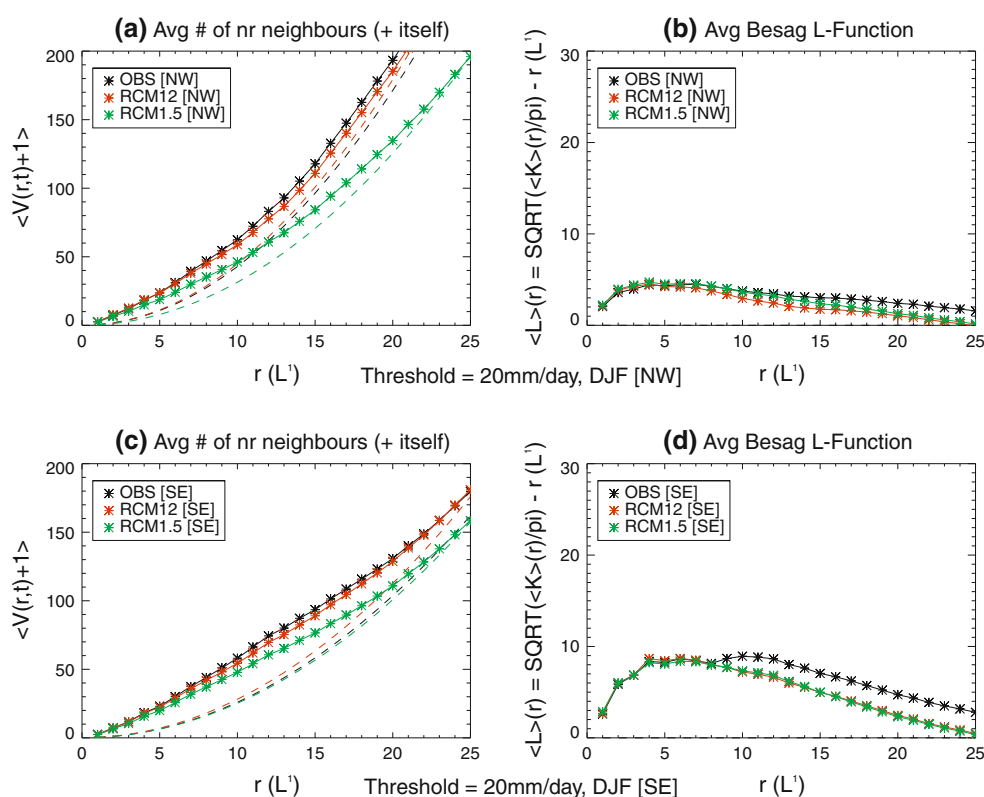 (a) Avg # of nr neighbours (+ itself)
200
150
100
50
0
<V(r,t)+1>
OBS [NW]
RCM12 [NW]
RCM1.5 [NW]
0 5 10 15 20 25
r (L¹)
(b) Avg Besag L-Function
30
20
10
0
<L>(r) = SQRT(<K>(r)/pi) - r (L¹)
OBS [NW]
RCM12 [NW]
RCM1.5 [NW]
0 5 10 15 20 25
r (L¹)
Threshold = 20mm/day, DJF [NW]
(c) Avg # of nr neighbours (+ itself)
200
150
100
50
0
<V(r,t)+1>
OBS [SE]
RCM12 [SE]
RCM1.5 [SE]
0 5 10 15 20 25
r (L¹)
(d) Avg Besag L-Function
30
20
10
0
<L>(r) = SQRT(<K>(r)/pi) - r (L¹)
OBS [SE]
RCM12 [SE]
RCM1.5 [SE]
0 5 10 15 20 25
r (L¹)
Threshold = 20mm/day, DJF [SE]